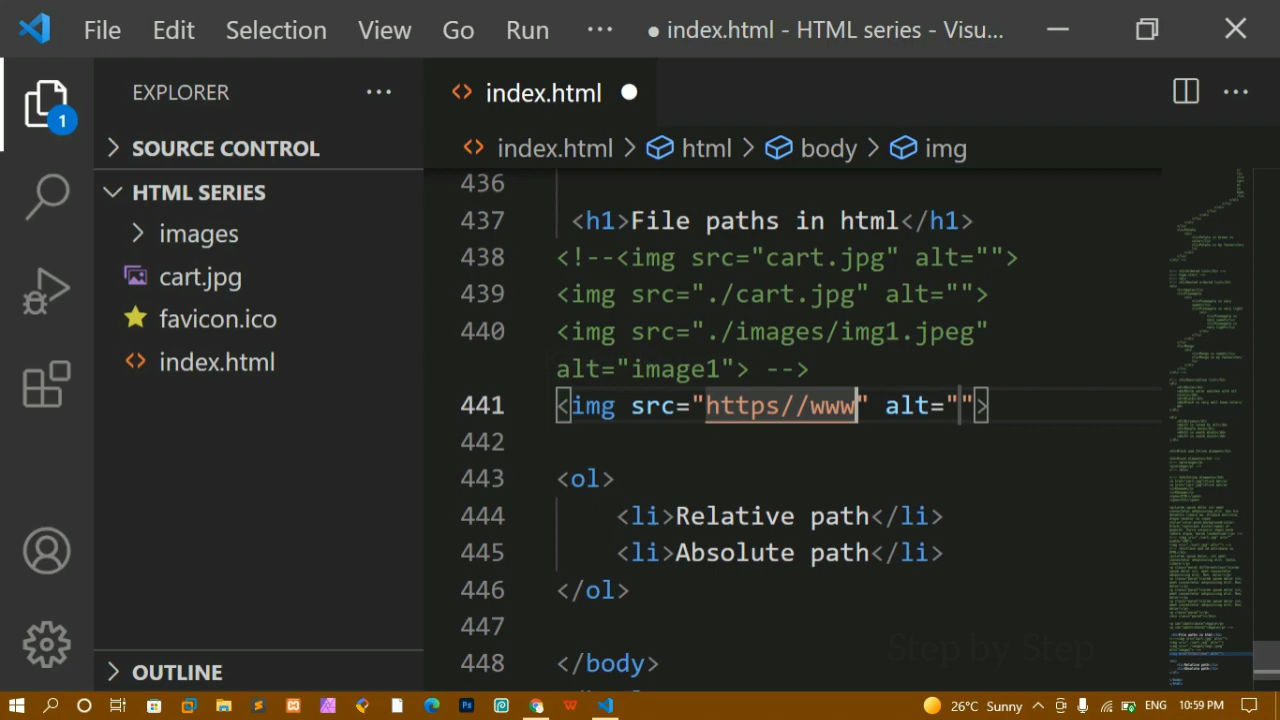 File Edit Selection View Go Run ··· ● index.html - HTML series - Visu...
EXPLORER ···
index.html ●
1
SOURCE CONTROL
index.html > html > body > img
HTML SERIES
images
cart.jpg
favicon.ico
index.html
OUTLINE
436
437 <h1>File paths in html</h1>
438 <!--<img src="cart.jpg" alt="">
439 <img src="./cart.jpg" alt="">
440 <img src="./images/img1.jpeg"
alt="image1"> -->
441 <img src="https//www" alt="">
442
443 <ol>
444 <li>Relative path</li>
445 <li>Absolute path</li>
446 </ol>
447
448 </body>
Step by Step
26°C Sunny ENG 10:59 PM